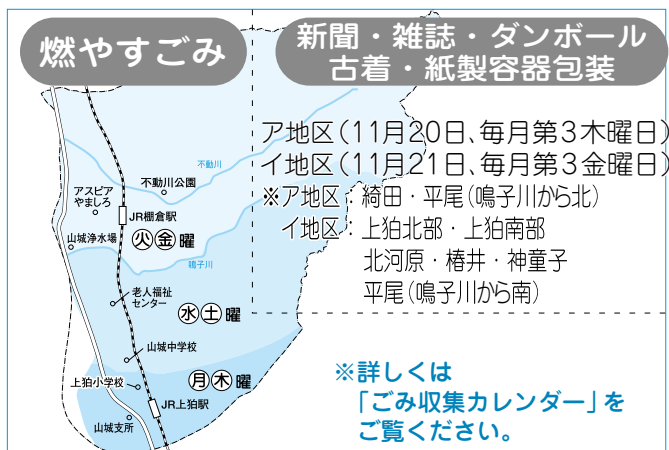 燃やすごみ
新聞・雑誌・ダンボール
古着・紙製容器包装
ア地区(11月20日、毎月第3木曜日)
イ地区(11月21日、毎月第3金曜日)
※ア地区:綺田・平尾(鳴子川から北)
イ地区:上狛北部・上狛南部
北河原・椿井・神童子
平尾(鳴子川から南)
不動川
不動川公園
アスピア
やましろ
JR棚倉駅
山城浄水場
火金曜
鳴子川
老人福祉
センター
水土曜
山城中学校
上狛小学校
月木曜
JR上狛駅
山城支所
※詳しくは
「ごみ収集カレンダー」を
ご覧ください。